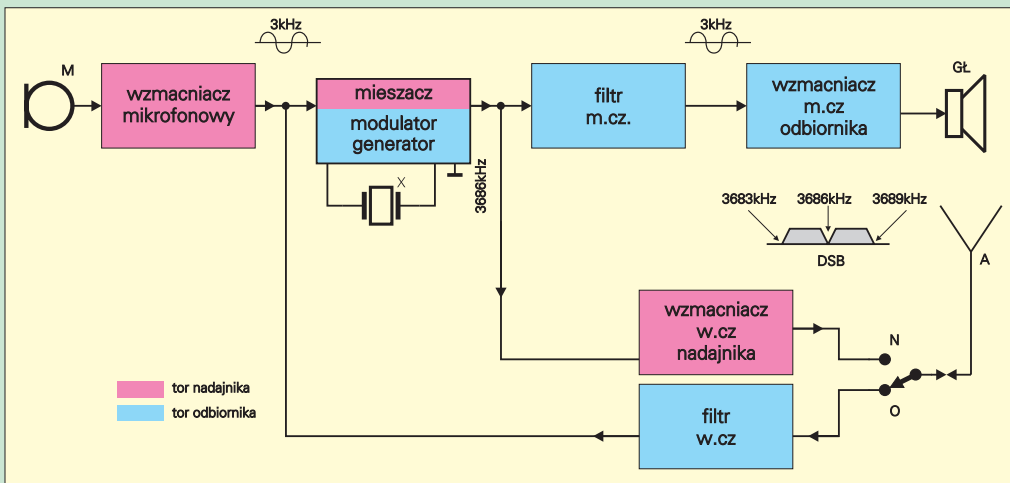 3kHz
3kHz
M
wzmacniacz
mikrofonowy
mieszacz
modulator
generator
X
3686kHz
filtr
m.cz.
wzmacniacz
m.cz
odbiornika
GŁ
3683kHz 3686kHz 3689kHz
DSB
A
wzmacniacz
w.cz
nadajnika
N
O
filtr
w.cz
tor nadajnika
tor odbiornika